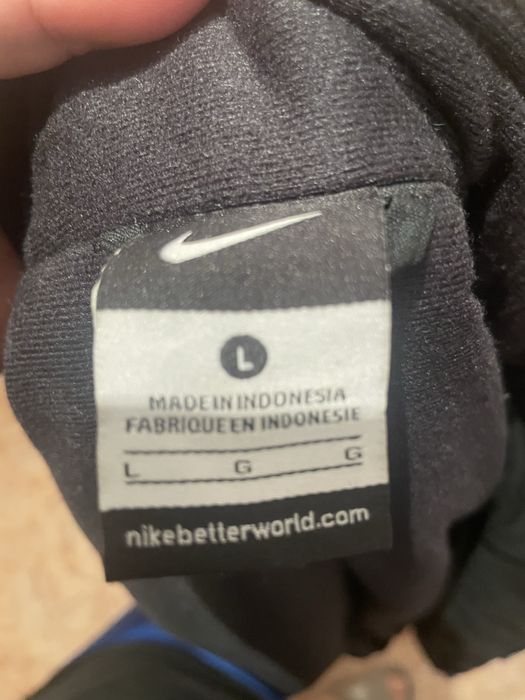 L
MADE IN INDONESIA
FABRIQUE EN INDONESIE
L G G
nikebetterworld.com